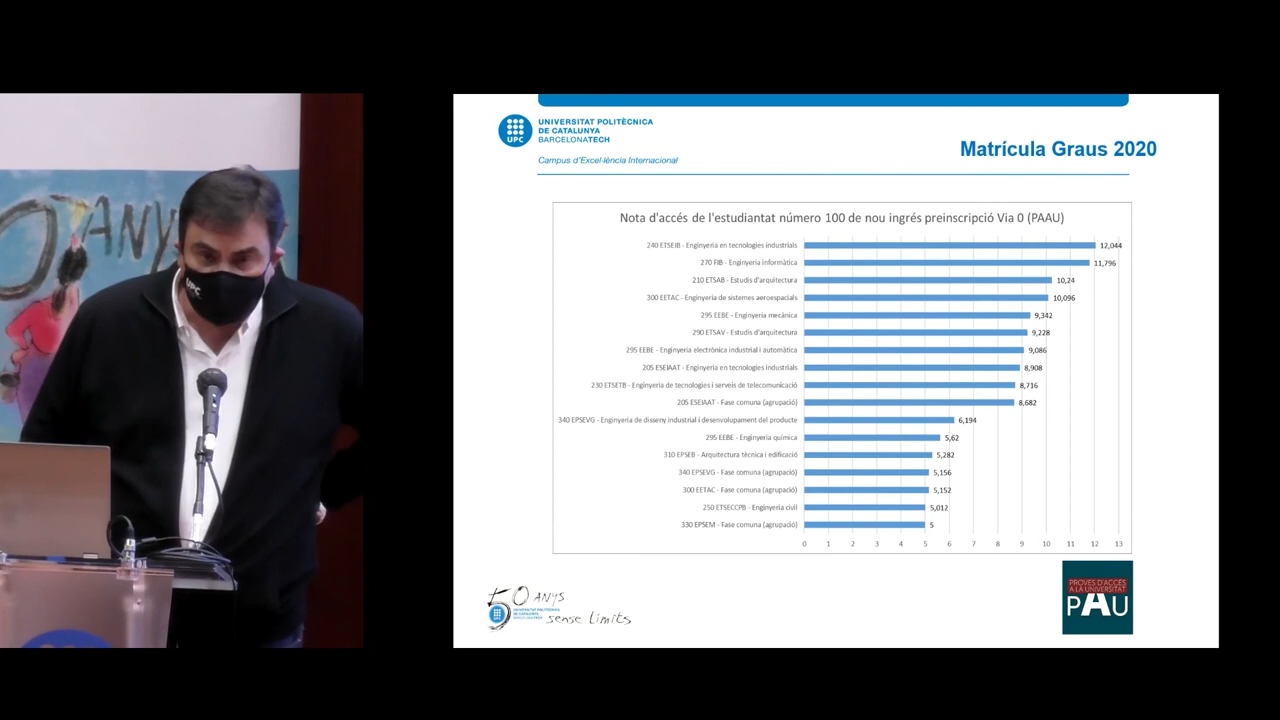 ANYS
UPC
UPC
UNIVERSITAT POLITÈCNICA
DE CATALUNYA
BARCELONATECH
Campus d'Excel·lència Internacional
Matrícula Graus 2020
Nota d'accés de l'estudiantat número 100 de nou ingrés preinscripció Via 0 (PAAU)
240 ETSEIB - Enginyeria en tecnologies industrials 12,044
270 FIB - Enginyeria informàtica 11,796
210 ETSAB - Estudis d'arquitectura 10,24
300 EETAC - Enginyeria de sistemes aeroespacials 10,096
295 EEBE - Enginyeria mecànica 9,342
290 ETSAV - Estudis d'arquitectura 9,228
295 EEBE - Enginyeria electrònica industrial i automàtica 9,086
205 ESEIAAT - Enginyeria en tecnologies industrials 8,908
230 ETSETB - Enginyeria de tecnologies i serveis de telecomunicació 8,716
205 ESEIAAT - Fase comuna (agrupació) 8,682
340 EPSEVG - Enginyeria de disseny industrial i desenvolupament del producte 6,194
295 EEBE - Enginyeria química 5,62
310 EPSEB - Arquitectura tècnica i edificació 5,282
340 EPSEVG - Fase comuna (agrupació) 5,156
300 EETAC - Fase comuna (agrupació) 5,152
250 ETSECCPB - Enginyeria civil 5,012
330 EPSEM - Fase comuna (agrupació) 5
0 1 2 3 4 5 6 7 8 9 10 11 12 13
50 ANYS
UNIVERSITAT POLITÈCNICA
DE CATALUNYA
BARCELONATECH
UPC
sense límits
PROVES D'ACCÉS
A LA UNIVERSITAT
PAU